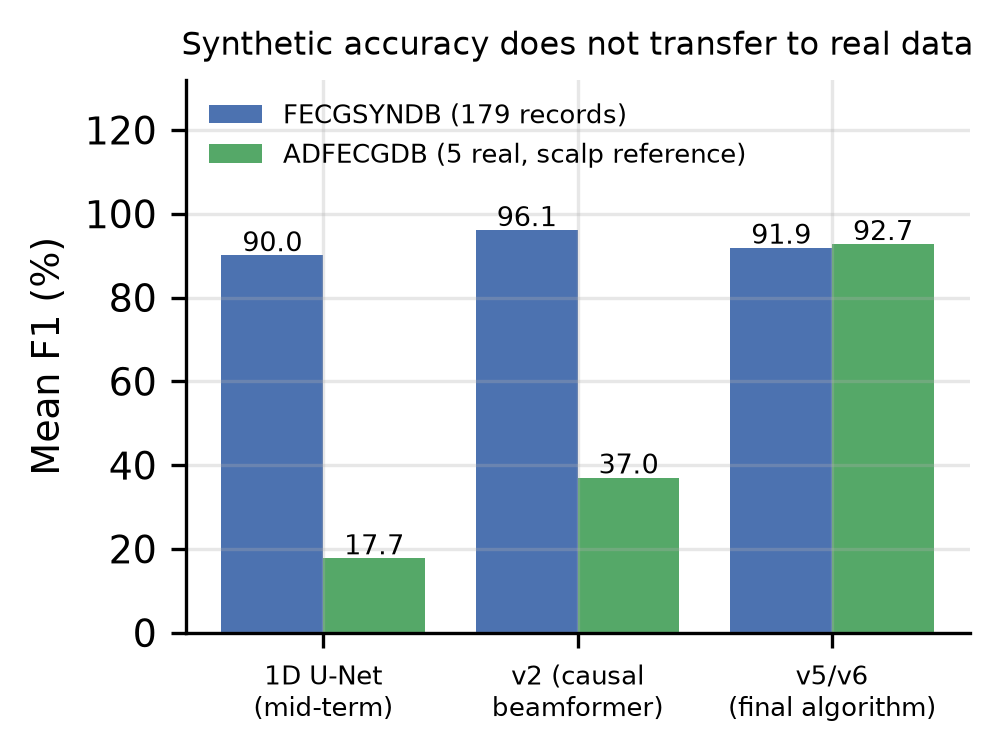 Synthetic accuracy does not transfer to real data
FECGSYNDB (179 records)
ADFECGDB (5 real, scalp reference)
Mean F1 (%)
120
100
80
60
40
20
0
90.0
17.7
96.1
37.0
91.9
92.7
1D U-Net
(mid-term)
v2 (causal
beamformer)
v5/v6
(final algorithm)